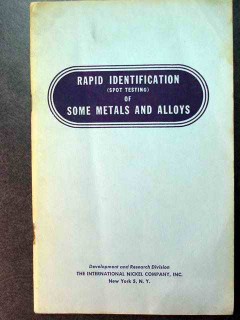 RAPID IDENTIFICATION
(SPOT TESTING)
OF
SOME METALS AND ALLOYS
Development and Research Division
THE INTERNATIONAL NICKEL COMPANY, INC.
New York 5, N. Y.